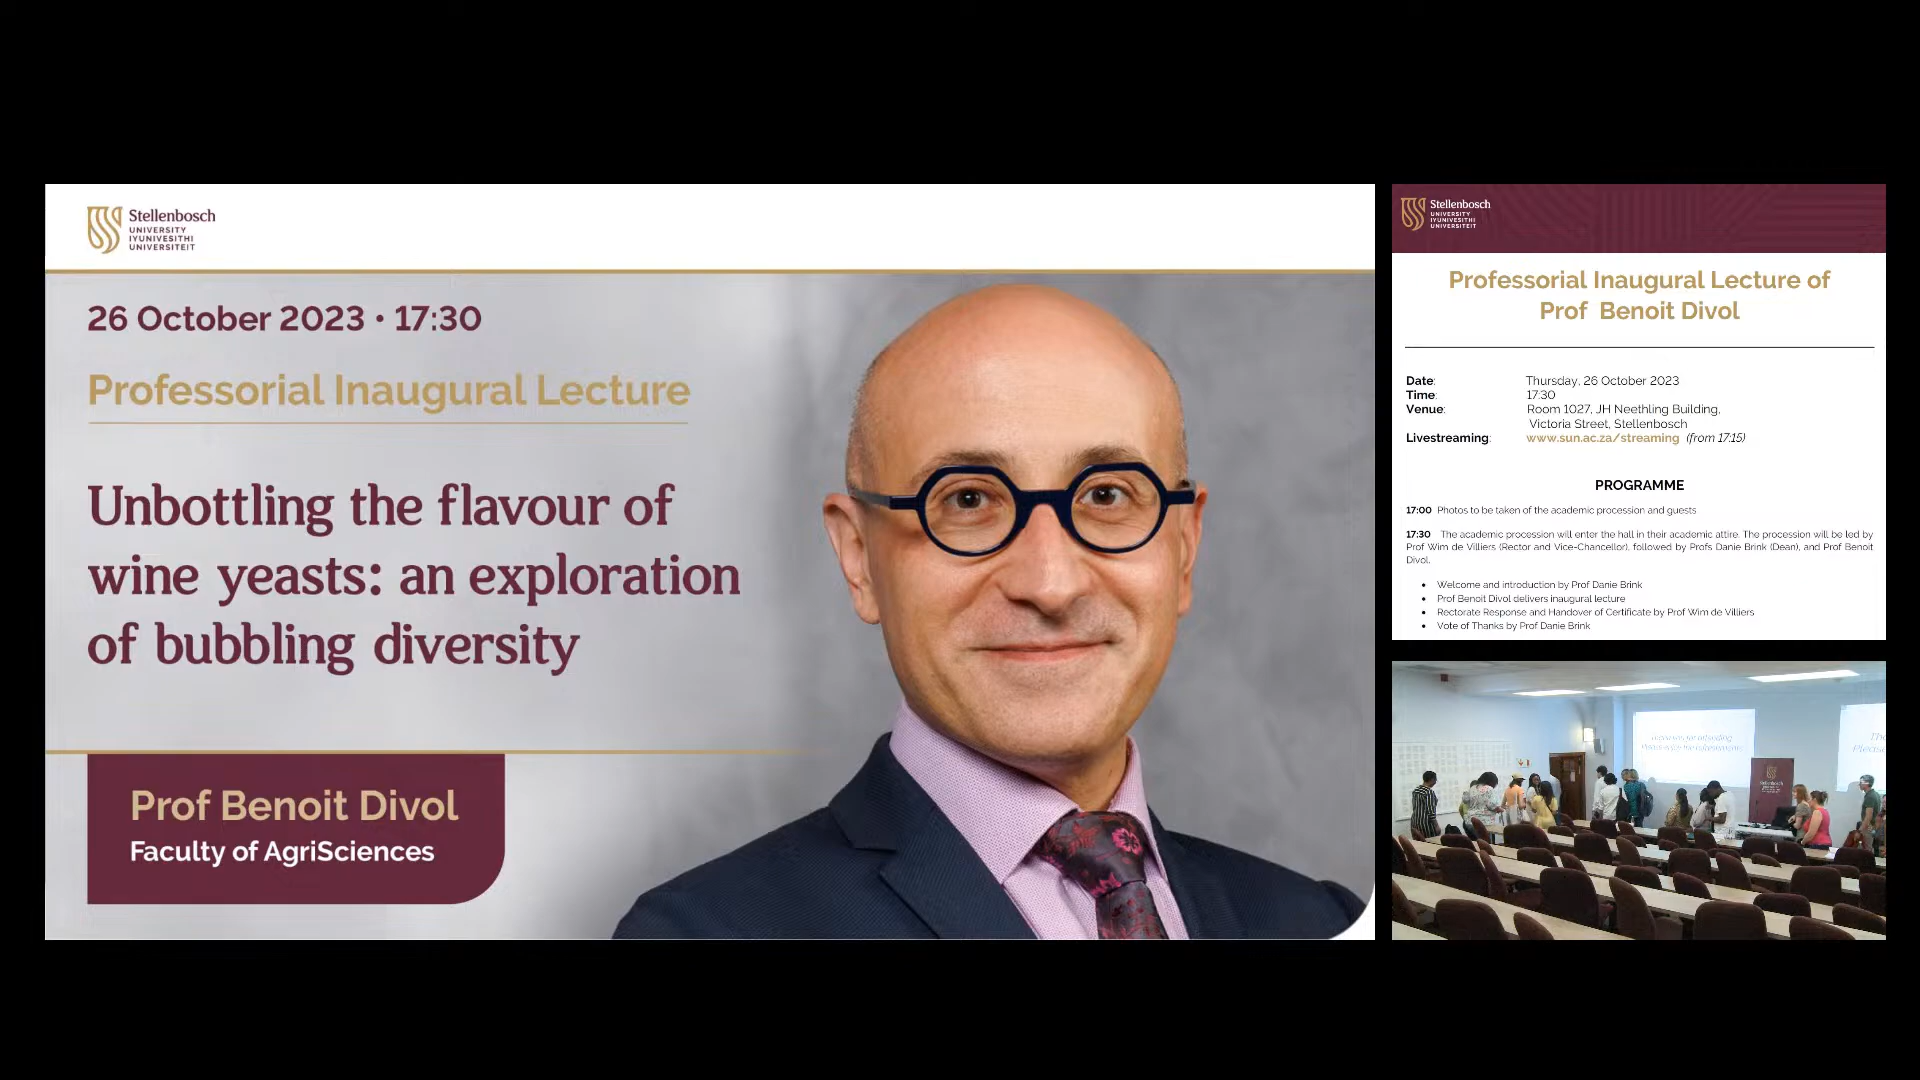 Stellenbosch
UNIVERSITY
IYUNIVESITHI
UNIVERSITEIT
26 October 2023 • 17:30
Professorial Inaugural Lecture
Unbottling the flavour of
wine yeasts: an exploration
of bubbling diversity
Prof Benoit Divol
Faculty of AgriSciences
Stellenbosch
UNIVERSITY
IYUNIVESITHI
UNIVERSITEIT
Professorial Inaugural Lecture of
Prof Benoit Divol
Date: Thursday, 26 October 2023
Time: 17:30
Venue: Room 1027, JH Neethling Building,
Victoria Street, Stellenbosch
Livestreaming: www.sun.ac.za/streaming (from 17:15)
PROGRAMME
17:00 Photos to be taken of the academic procession and guests
17:30 The academic procession will enter the hall in their academic attire. The procession will be led by
Prof Wim de Villiers (Rector and Vice-Chancellor), followed by Profs Danie Brink (Dean), and Prof Benoit
Divol.
• Welcome and introduction by Prof Danie Brink
• Prof Benoit Divol delivers inaugural lecture
• Rectorate Response and Handover of Certificate by Prof Wim de Villiers
• Vote of Thanks by Prof Danie Brink
Stellenbosch